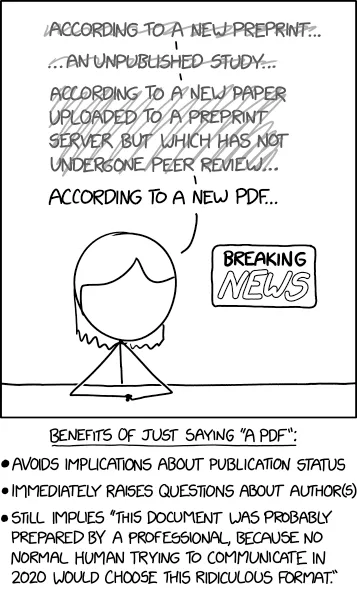 ACCORDING TO A NEW PREPRINT...
...AN UNPUBLISHED STUDY...
ACCORDING TO A NEW PAPER
UPLOADED TO A PREPRINT
SERVER BUT WHICH HAS NOT
UNDERGONE PEER REVIEW...
ACCORDING TO A NEW PDF...
BREAKING
NEWS
BENEFITS OF JUST SAYING "A PDF":
• AVOIDS IMPLICATIONS ABOUT PUBLICATION STATUS
• IMMEDIATELY RAISES QUESTIONS ABOUT AUTHOR(S)
• STILL IMPLIES "THIS DOCUMENT WAS PROBABLY
PREPARED BY A PROFESSIONAL, BECAUSE NO
NORMAL HUMAN TRYING TO COMMUNICATE IN
2020 WOULD CHOOSE THIS RIDICULOUS FORMAT."